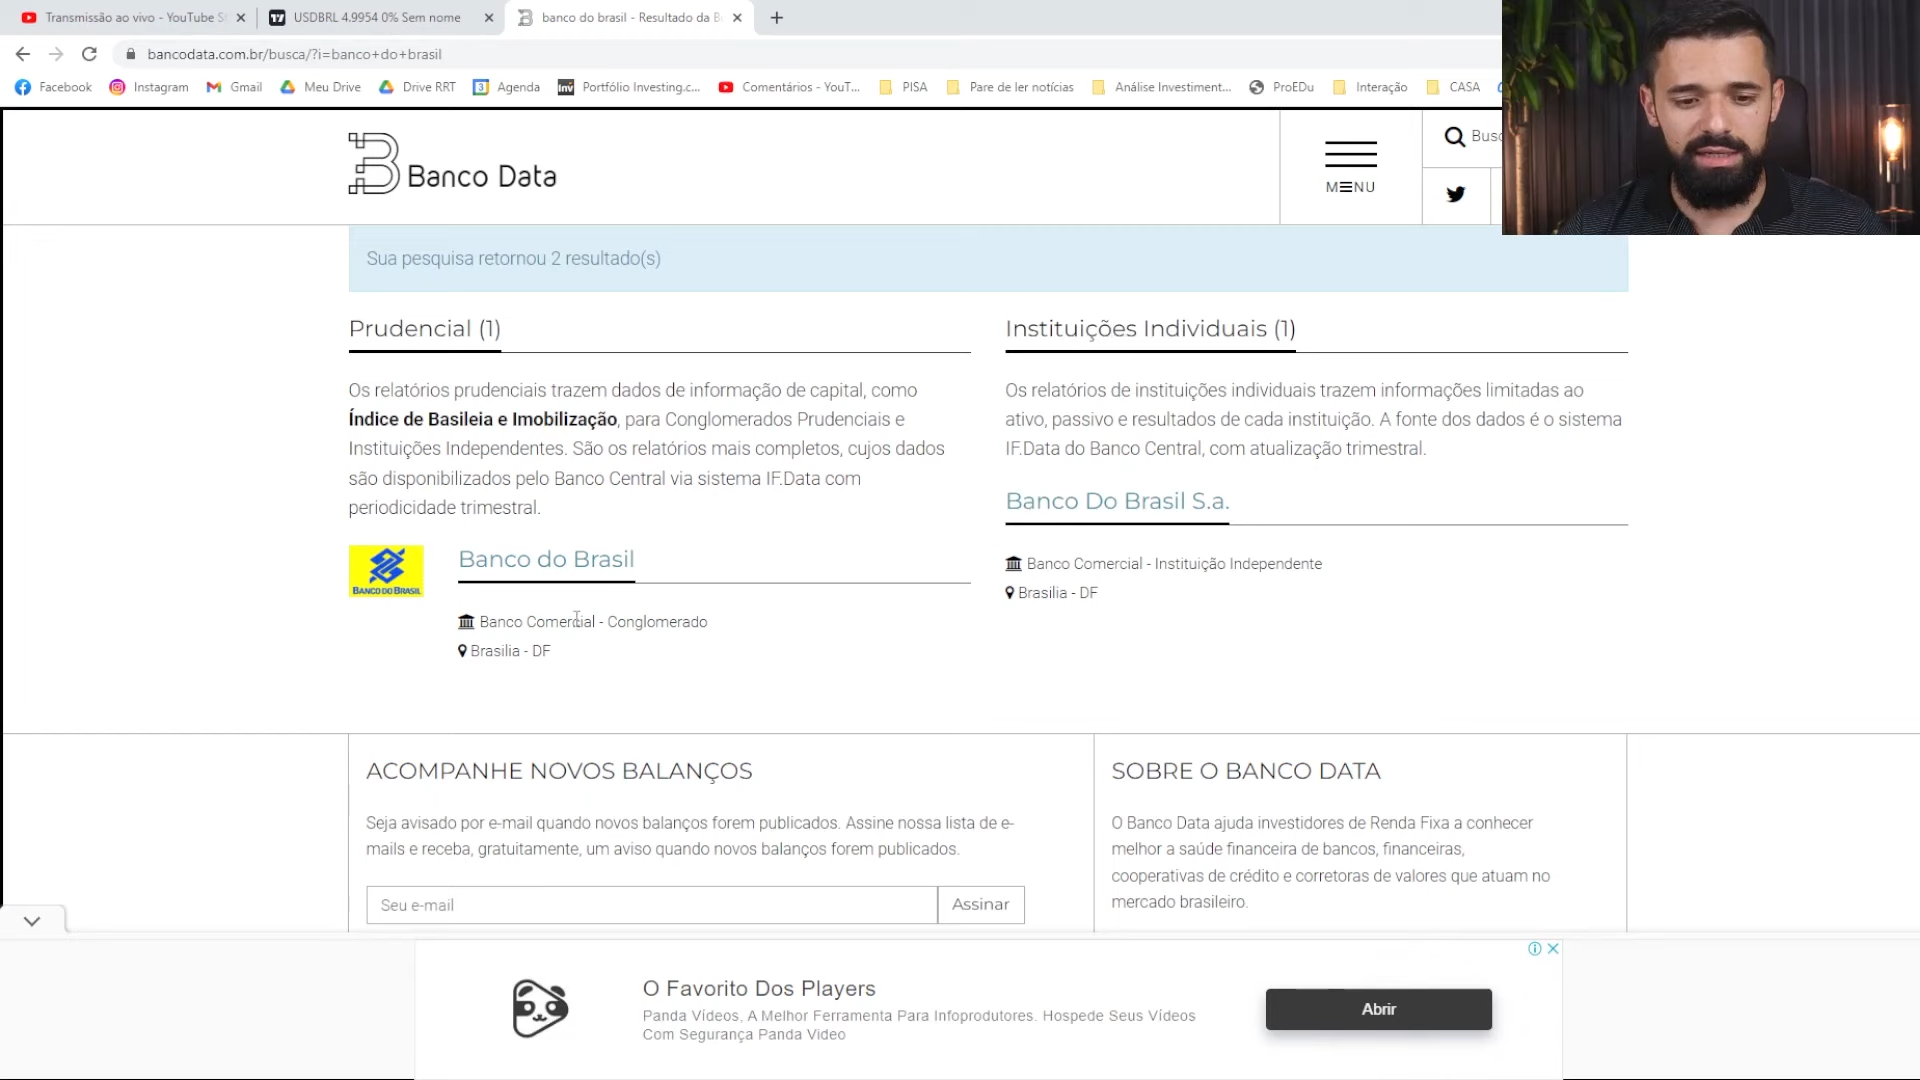 Transmissão ao vivo - YouTube S
USDBRL 4.9954 0% Sem nome
banco do brasil - Resultado da B
bancodata.com.br/busca/?i=banco+do+brasil
Facebook
Instagram
Gmail
Meu Drive
Drive RRT
Agenda
Portfólio Investing.c...
Comentários - YouT...
PISA
Pare de ler notícias
Análise Investiment...
ProEdu
Interação
CASA
Banco Data
MENU
Busc
Sua pesquisa retornou 2 resultado(s)
Prudencial (1)
Os relatórios prudenciais trazem dados de informação de capital, como
Índice de Basileia e Imobilização, para Conglomerados Prudenciais e
Instituições Independentes. São os relatórios mais completos, cujos dados
são disponibilizados pelo Banco Central via sistema IF.Data com
periodicidade trimestral.
BANCO DO BRASIL
Banco do Brasil
Banco Comercial - Conglomerado
Brasilia - DF
Instituições Individuais (1)
Os relatórios de instituições individuais trazem informações limitadas ao
ativo, passivo e resultados de cada instituição. A fonte dos dados é o sistema
IF.Data do Banco Central, com atualização trimestral.
Banco Do Brasil S.a.
Banco Comercial - Instituição Independente
Brasilia - DF
ACOMPANHE NOVOS BALANÇOS
Seja avisado por e-mail quando novos balanços forem publicados. Assine nossa lista de e-
mails e receba, gratuitamente, um aviso quando novos balanços forem publicados.
Seu e-mail
Assinar
SOBRE O BANCO DATA
O Banco Data ajuda investidores de Renda Fixa a conhecer
melhor a saúde financeira de bancos, financeiras,
cooperativas de crédito e corretoras de valores que atuam no
mercado brasileiro.
O Favorito Dos Players
Panda Vídeos, A Melhor Ferramenta Para Infoprodutores. Hospede Seus Vídeos
Com Segurança Panda Video
Abrir